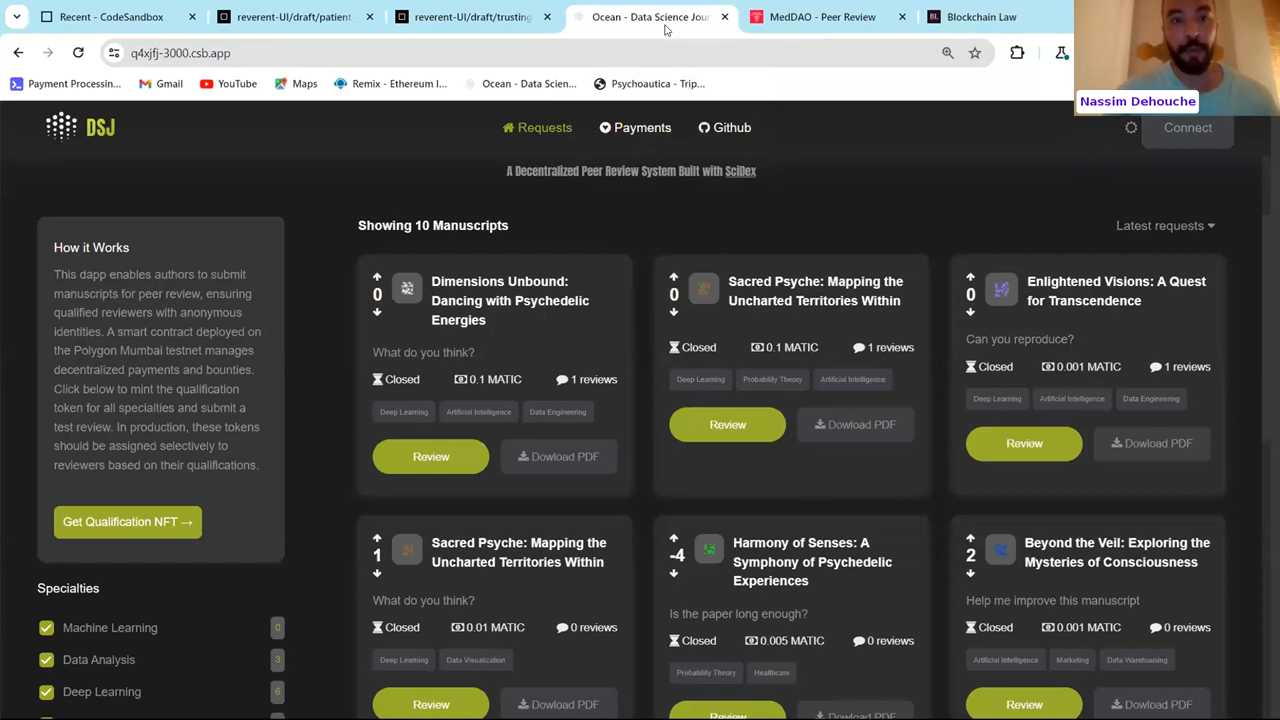 Recent - CodeSandbox
reverent-UI/draft/patient-
reverent-UI/draft/trusting
Ocean - Data Science Jou
MedDAO - Peer Review
Blockchain Law
q4xjfj-3000.csb.app
Payment Processin...
Gmail
YouTube
Maps
Remix - Ethereum I...
Ocean - Data Scien...
Psychoautica - Trip...
Nassim Dehouche
DSJ
Requests
Payments
Github
Connect
A Decentralized Peer Review System Built with SciDex
How it Works
This dapp enables authors to submit
manuscripts for peer review, ensuring
qualified reviewers with anonymous
identities. A smart contract deployed on
the Polygon Mumbai testnet manages
decentralized payments and bounties.
Click below to mint the qualification
token for all specialties and submit a
test review. In production, these tokens
should be assigned selectively to
reviewers based on their qualifications.
Get Qualification NFT →
Specialties
Machine Learning 0
Data Analysis 3
Deep Learning 6
Showing 10 Manuscripts
Latest requests
0
Dimensions Unbound:
Dancing with Psychedelic
Energies
What do you think?
Closed 0.1 MATIC 1 reviews
Deep Learning Artificial Intelligence Data Engineering
Review Dowload PDF
0
Sacred Psyche: Mapping the
Uncharted Territories Within
Closed 0.1 MATIC 1 reviews
Deep Learning Probability Theory Artificial Intelligence
Review Dowload PDF
0
Enlightened Visions: A Quest
for Transcendence
Can you reproduce?
Closed 0.001 MATIC 1 reviews
Deep Learning Artificial Intelligence Data Engineering
Review Dowload PDF
1
Sacred Psyche: Mapping the
Uncharted Territories Within
What do you think?
Closed 0.01 MATIC 0 reviews
Deep Learning Data Visualization
Review Dowload PDF
-4
Harmony of Senses: A
Symphony of Psychedelic
Experiences
Is the paper long enough?
Closed 0.005 MATIC 0 reviews
Probability Theory Healthcare
Review Dowload PDF
2
Beyond the Veil: Exploring the
Mysteries of Consciousness
Help me improve this manuscript
Closed 0.001 MATIC 0 reviews
Artificial Intelligence Marketing Data Warehousing
Review Dowload PDF